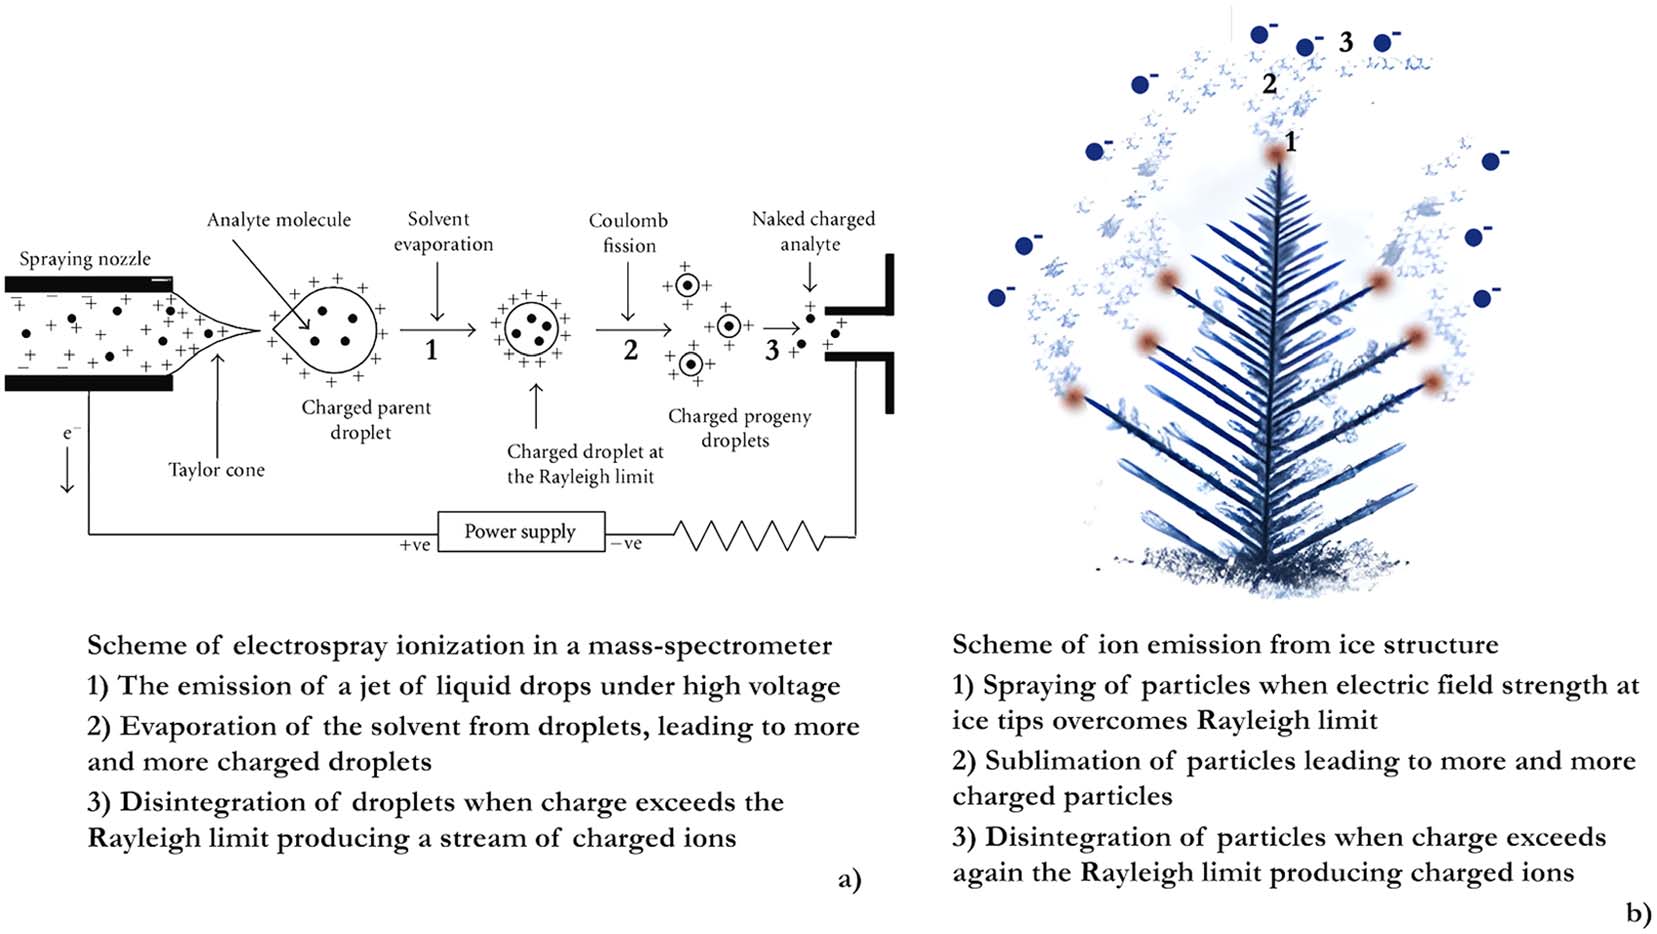 Analyte molecule
Solvent
evaporation
Coulomb
fission
Naked charged
analyte
Spraying nozzle
1
2
3
Charged parent
droplet
Charged droplet at
the Rayleigh limit
Charged progeny
droplets
e−
Taylor cone
+ve
Power supply
−ve
Scheme of electrospray ionization in a mass-spectrometer
1) The emission of a jet of liquid drops under high voltage
2) Evaporation of the solvent from droplets, leading to more
and more charged droplets
3) Disintegration of droplets when charge exceeds the
Rayleigh limit producing a stream of charged ions
a)
3
2
1
Scheme of ion emission from ice structure
1) Spraying of particles when electric field strength at
ice tips overcomes Rayleigh limit
2) Sublimation of particles leading to more and more
charged particles
3) Disintegration of particles when charge exceeds
again the Rayleigh limit producing charged ions
b)